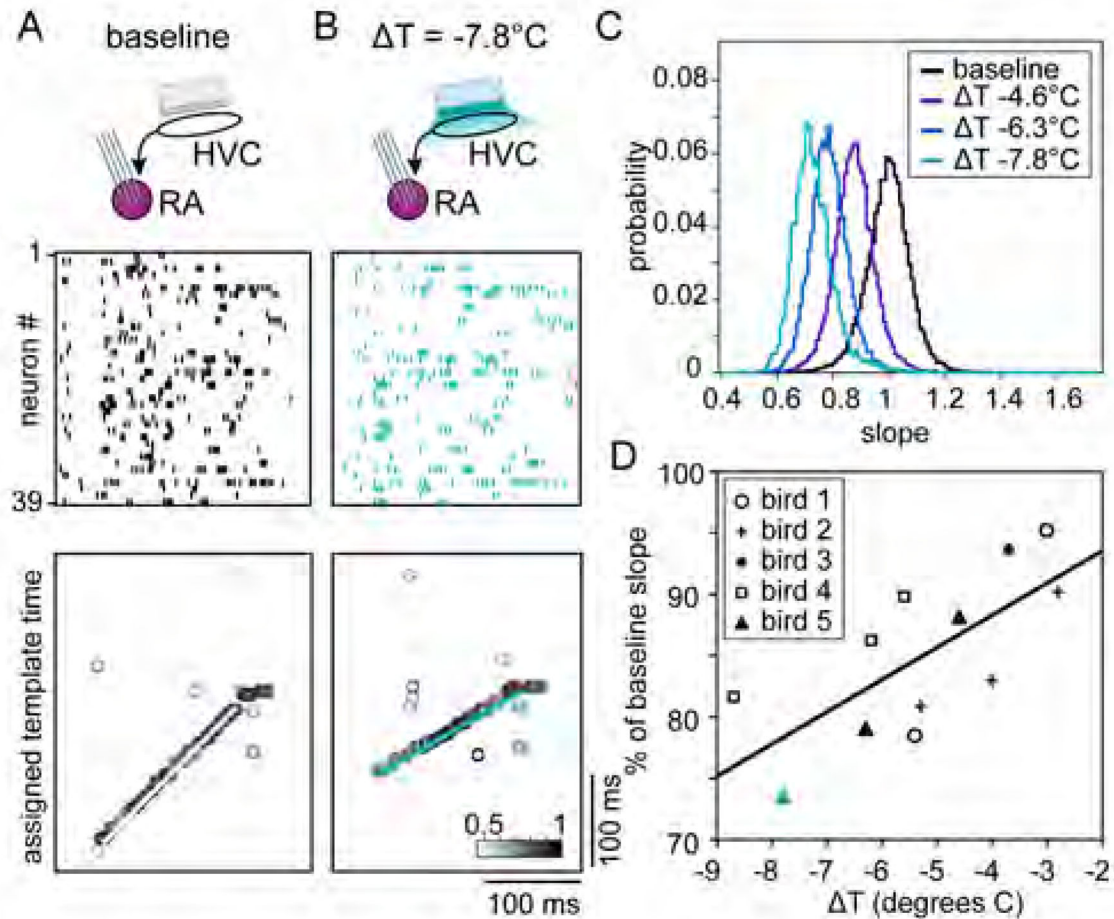 A
baseline
HVC
RA
B
ΔT = -7.8°C
HVC
RA
1
neuron #
39
assigned template time
0.5 1
100 ms
100 ms
C
baseline
ΔT -4.6°C
ΔT -6.3°C
ΔT -7.8°C
probability
0.08
0.06
0.04
0.02
0
0.4 0.6 0.8 1 1.2 1.4 1.6
slope
D
bird 1
bird 2
bird 3
bird 4
bird 5
% of baseline slope
100
90
80
70
-9 -8 -7 -6 -5 -4 -3 -2
ΔT (degrees C)